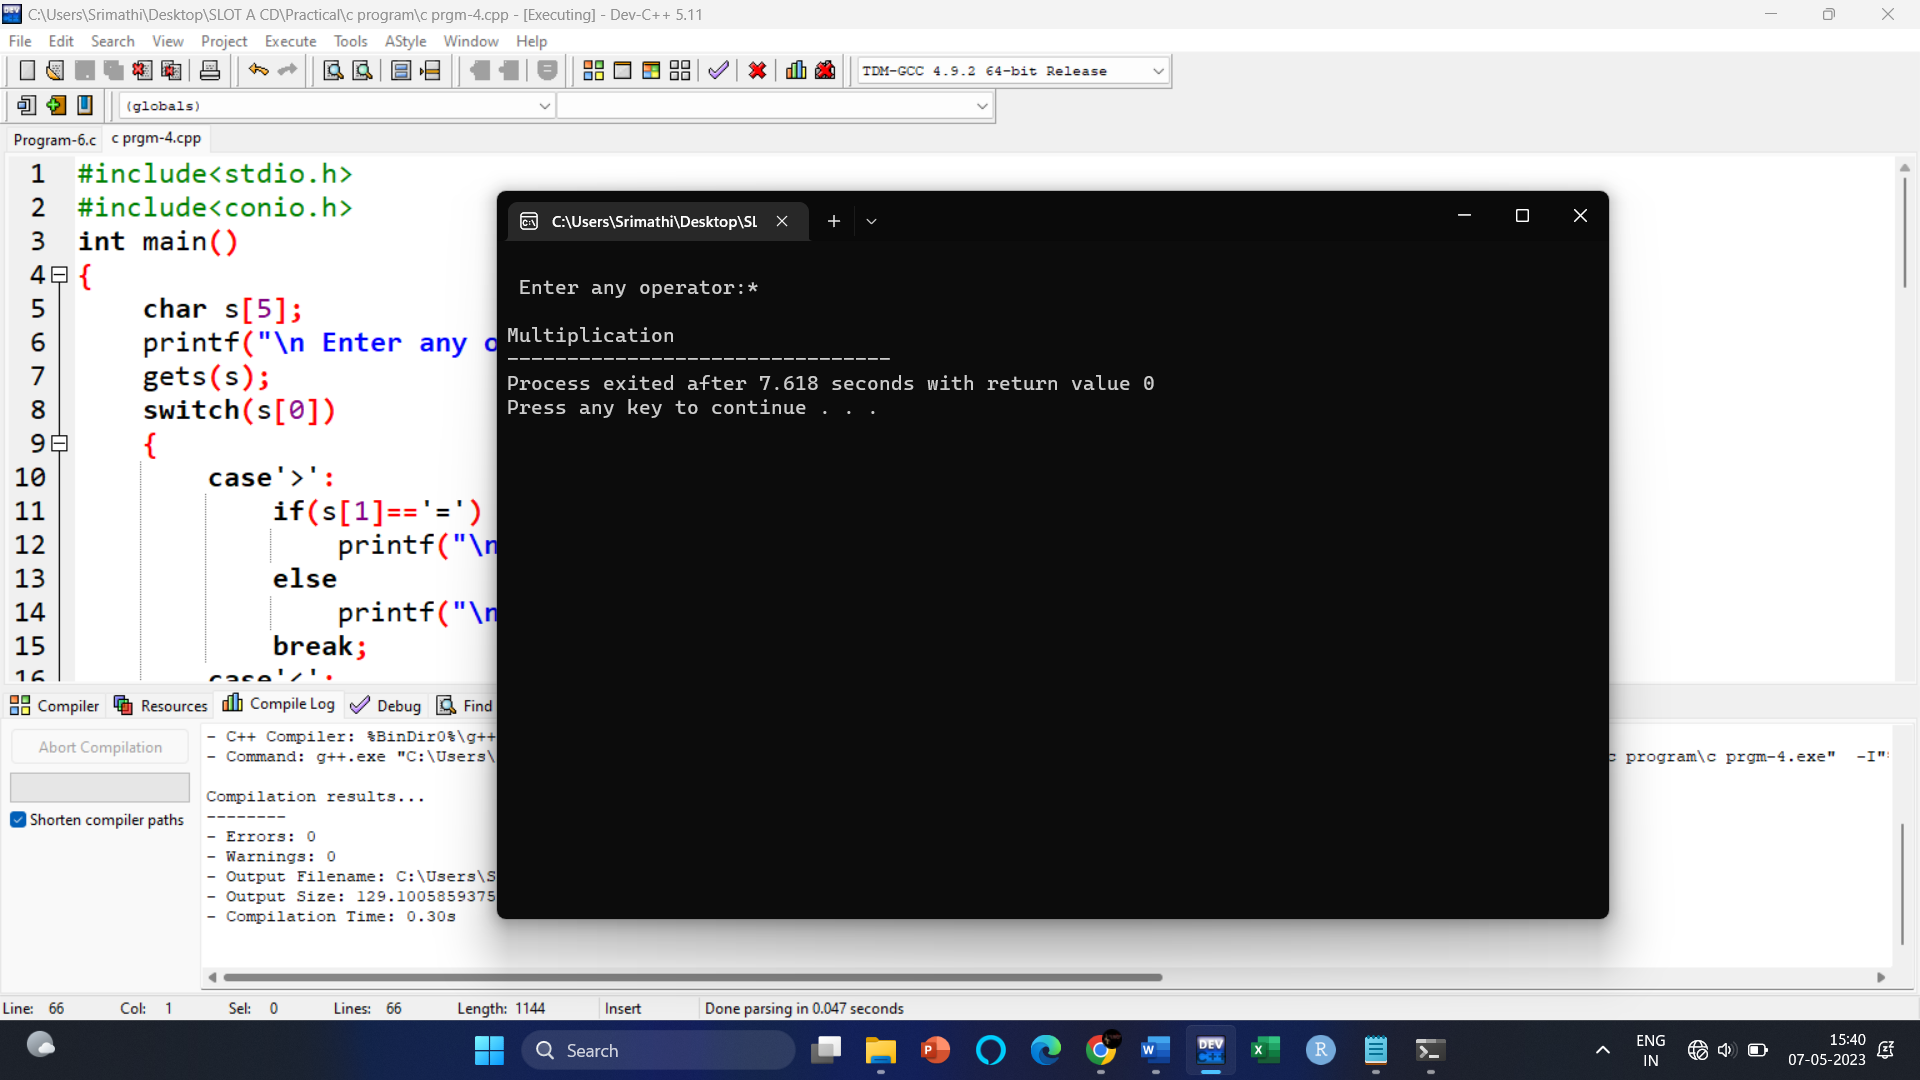 C:\Users\Srimathi\Desktop\SLOT A CD\Practical\c program\c prgm-4.cpp - [Executing] - Dev-C++ 5.11
File Edit Search View Project Execute Tools AStyle Window Help
TDM-GCC 4.9.2 64-bit Release
(globals)
Program-6.c c prgm-4.cpp
1 #include<stdio.h>
2 #include<conio.h>
3 int main()
4 {
5 char s[5];
6 printf("\n Enter any o
7 gets(s);
8 switch(s[0])
9 {
10 case'>':
11 if(s[1]=='=')
12 printf("\n
13 else
14 printf("\n
15 break;
16 case'<':
C:\Users\Srimathi\Desktop\SL
Enter any operator:*
Multiplication
--------------------------------
Process exited after 7.618 seconds with return value 0
Press any key to continue . . .
Compiler Resources Compile Log Debug Find
Abort Compilation
Shorten compiler paths
- C++ Compiler: %BinDir0%\g++
- Command: g++.exe "C:\Users\ c program\c prgm-4.exe" -I"
Compilation results...
--------
- Errors: 0
- Warnings: 0
- Output Filename: C:\Users\S
- Output Size: 129.1005859375
- Compilation Time: 0.30s
Line: 66 Col: 1 Sel: 0 Lines: 66 Length: 1144 Insert Done parsing in 0.047 seconds
Search
DEV C++
ENG
IN
15:40
07-05-2023